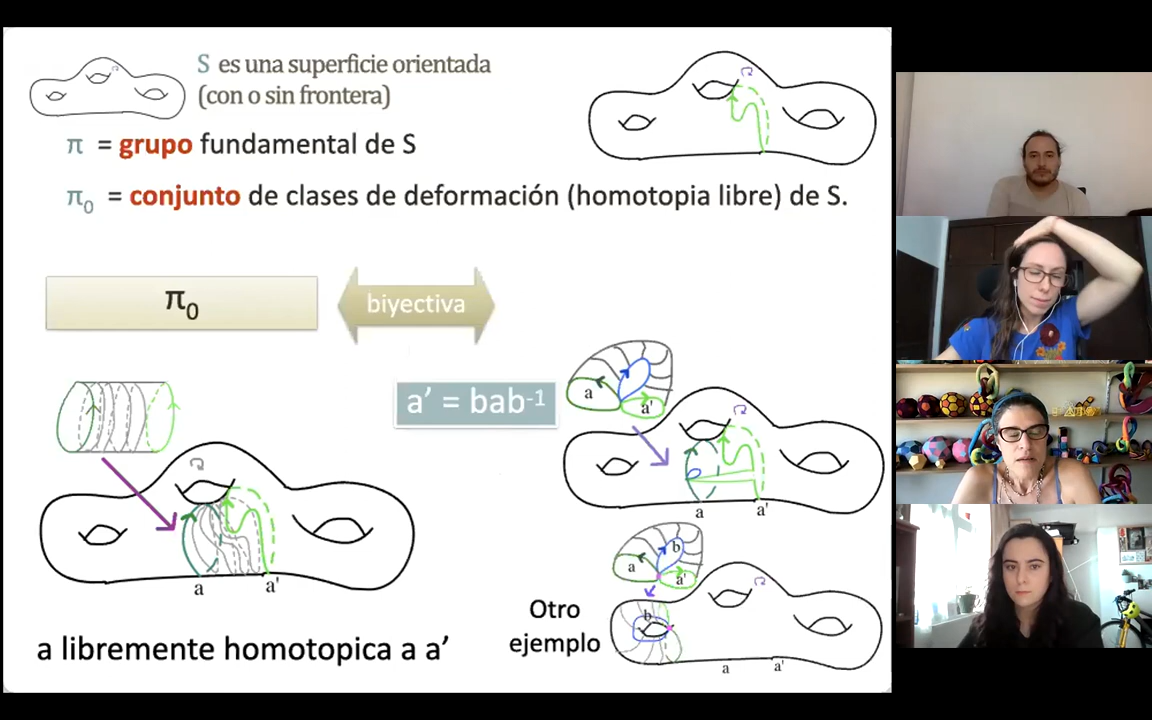 S es una superficie orientada
(con o sin frontera)
π = grupo fundamental de S
π₀ = conjunto de clases de deformación (homotopia libre) de S.
π₀
biyectiva
a' = bab⁻¹
a
a'
a
a'
a
a'
a libremente homotopica a a'
Otro
ejemplo
a
b
a'
b
a
a'